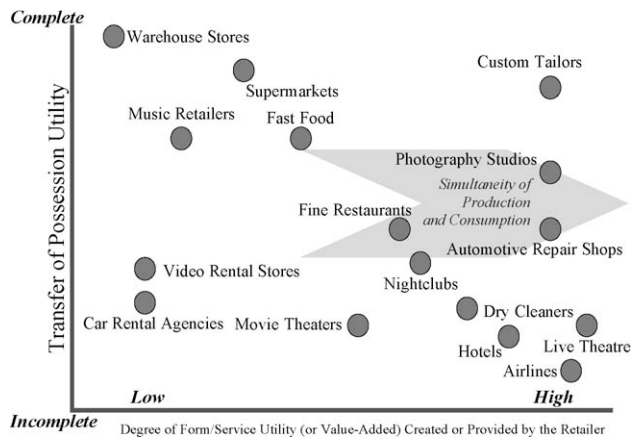 Complete
Warehouse Stores
Custom Tailors
Supermarkets
Music Retailers
Fast Food
Photography Studios
Simultaneity of
Production
and Consumption
Fine Restaurants
Automotive Repair Shops
Video Rental Stores
Nightclubs
Car Rental Agencies
Movie Theaters
Dry Cleaners
Hotels
Live Theatre
Airlines
Transfer of Possession Utility
Low
High
Incomplete
Degree of Form/Service Utility (or Value-Added) Created or Provided by the Retailer